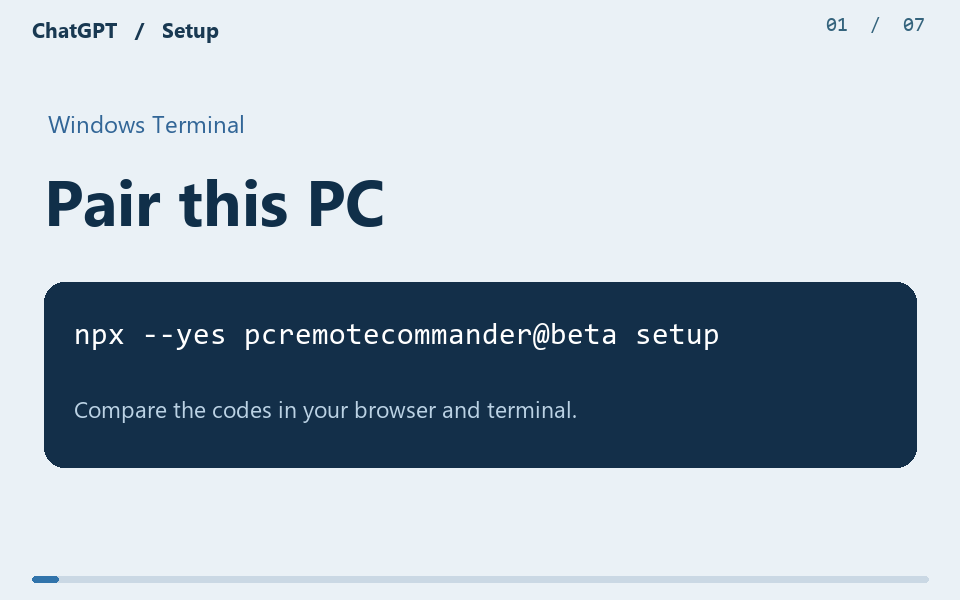 ChatGPT / Setup
01 / 07
Windows Terminal
Pair this PC
npx --yes pcremotecommander@beta setup
Compare the codes in your browser and terminal.